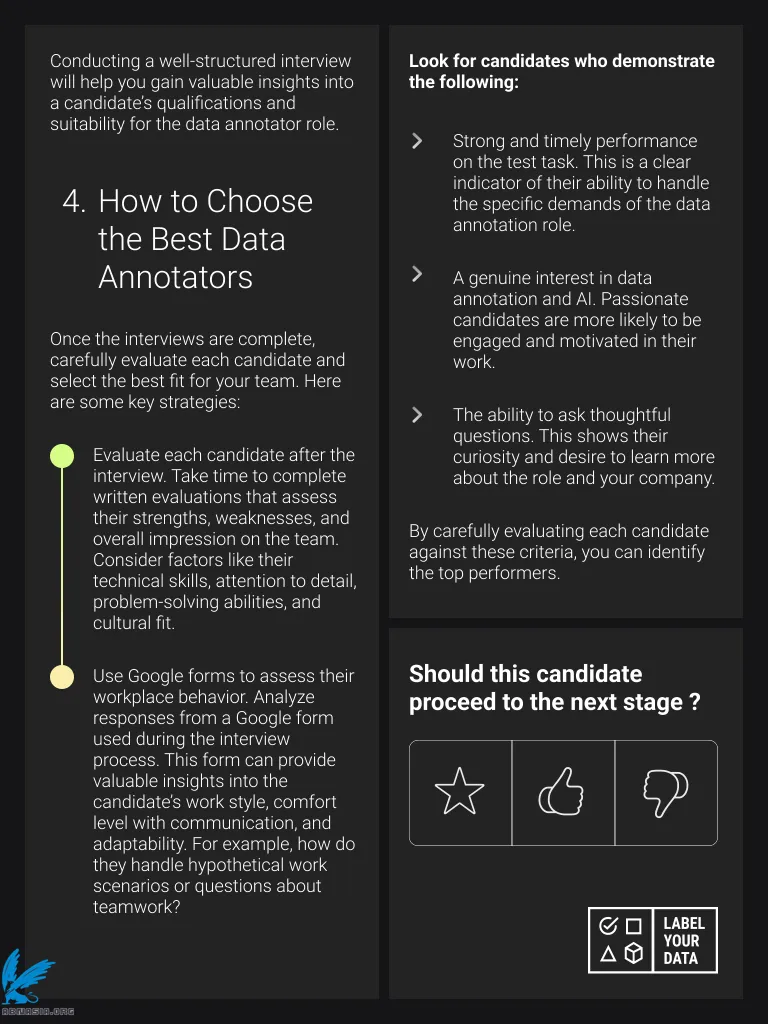 Conducting a well-structured interview
will help you gain valuable insights into
a candidate's qualifications and
suitability for the data annotator role.
4. How to Choose
the Best Data
Annotators
Once the interviews are complete,
carefully evaluate each candidate and
select the best fit for your team. Here
are some key strategies:
Evaluate each candidate after the
interview. Take time to complete
written evaluations that assess
their strengths, weaknesses, and
overall impression on the team.
Consider factors like their
technical skills, attention to detail,
problem-solving abilities, and
cultural fit.
Use Google forms to assess their
workplace behavior. Analyze
responses from a Google form
used during the interview
process. This form can provide
valuable insights into the
candidate's work style, comfort
level with communication, and
adaptability. For example, how do
they handle hypothetical work
scenarios or questions about
teamwork?
Look for candidates who demonstrate
the following:
Strong and timely performance
on the test task. This is a clear
indicator of their ability to handle
the specific demands of the data
annotation role.
A genuine interest in data
annotation and AI. Passionate
candidates are more likely to be
engaged and motivated in their
work.
The ability to ask thoughtful
questions. This shows their
curiosity and desire to learn more
about the role and your company.
By carefully evaluating each candidate
against these criteria, you can identify
the top performers.
Should this candidate
proceed to the next stage ?
LABEL
YOUR
DATA
ABMASIA.ORG